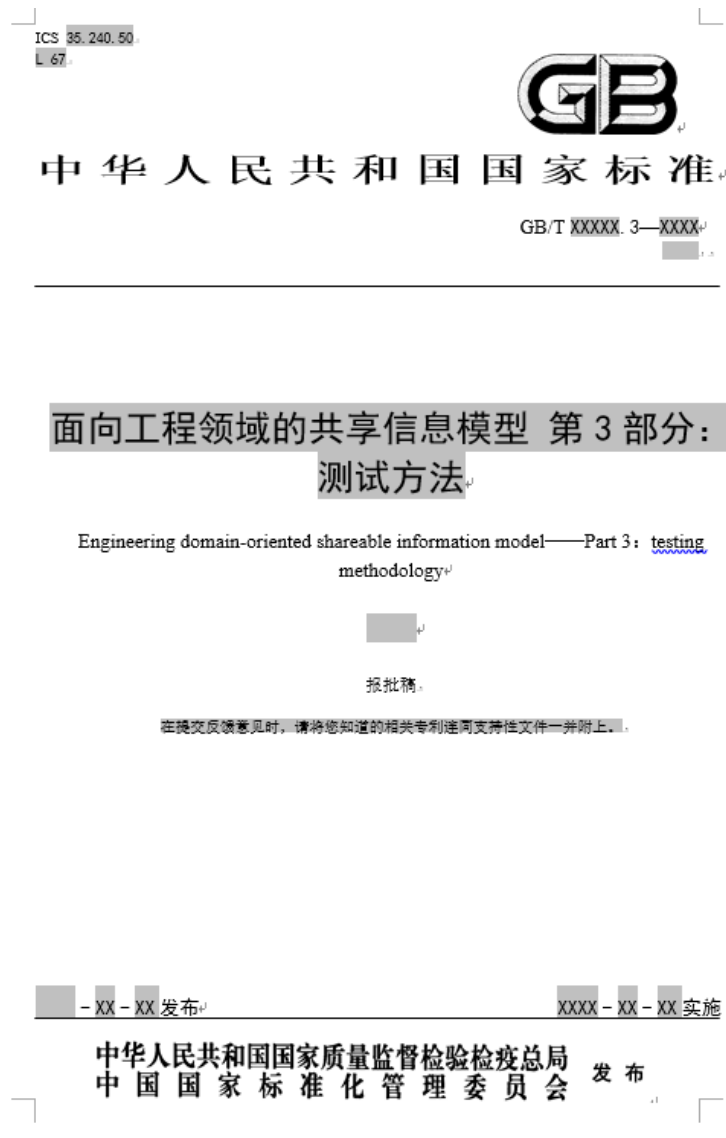 ICS 35.240.50
L 67
GB
中华人民共和国国家标准
GB/T XXXXX.3—XXXX
面向工程领域的共享信息模型 第3部分：
测试方法
Engineering domain-oriented shareable information model——Part 3：testing
methodology
报批稿
在提交反馈意见时，请将您知道的相关专利连同支持性文件一并附上。
-XX-XX发布
XXXX-XX-XX实施
中华人民共和国国家质量监督检验检疫总局
中国国家标准化管理委员会
发布